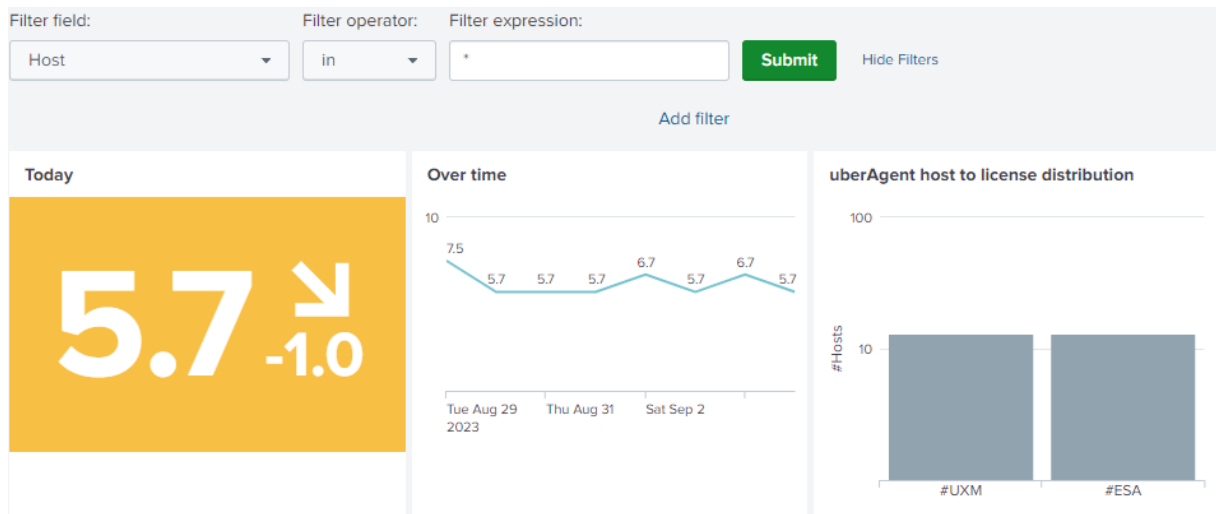 Filter field:
Filter operator:
Filter expression:
Host
in
*
Submit
Hide Filters
Add filter
Today
5.7
-1.0
Over time
10
7.5
5.7
5.7
5.7
6.7
5.7
6.7
5.7
Tue Aug 29
2023
Thu Aug 31
Sat Sep 2
uberAgent host to license distribution
100
#Hosts
10
#UXM
#ESA